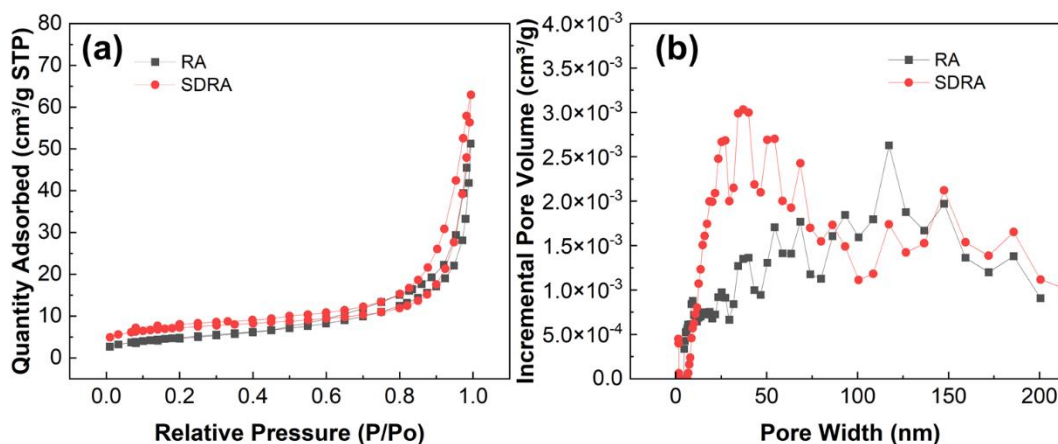 (a)
RA
SDRA
Quantity Adsorbed (cm³/g STP)
80
70
60
50
40
30
20
10
0
0.0 0.2 0.4 0.6 0.8 1.0
Relative Pressure (P/Po)
(b)
RA
SDRA
Incremental Pore Volume (cm³/g)
4.0×10⁻³
3.5×10⁻³
3.0×10⁻³
2.5×10⁻³
2.0×10⁻³
1.5×10⁻³
1.0×10⁻³
5.0×10⁻⁴
0.0
0 50 100 150 200
Pore Width (nm)